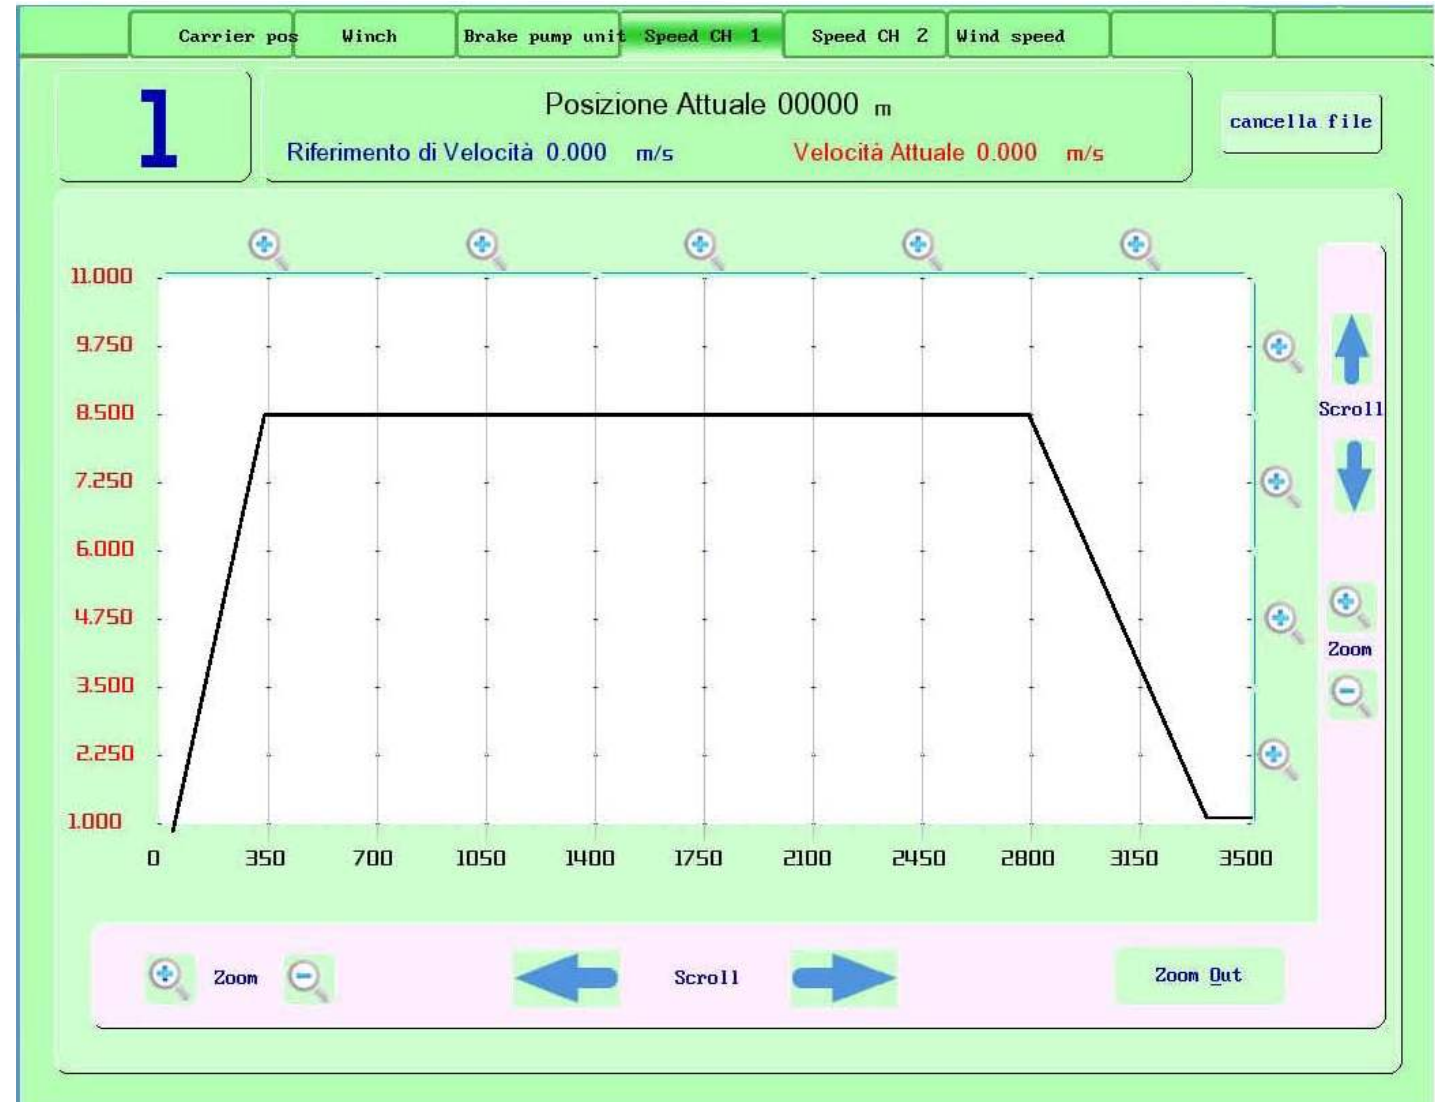 Carrier pos Winch Brake pump unit Speed CH 1 Speed CH 2 Wind speed
1
Posizione Attuale 00000 m
Riferimento di Velocità 0.000 m/s Velocità Attuale 0.000 m/s
cancella file
11.000
9.750
8.500
7.250
6.000
4.750
3.500
2.250
1.000
0 350 700 1050 1400 1750 2100 2450 2800 3150 3500
Scroll
Zoom
Zoom Scroll Zoom Out